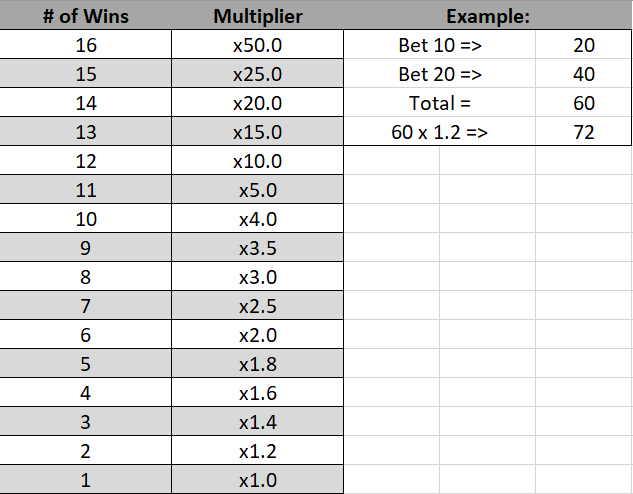 # of Wins Multiplier Example:
16 x50.0 Bet 10 => 20
15 x25.0 Bet 20 => 40
14 x20.0 Total = 60
13 x15.0 60 x 1.2 => 72
12 x10.0
11 x5.0
10 x4.0
9 x3.5
8 x3.0
7 x2.5
6 x2.0
5 x1.8
4 x1.6
3 x1.4
2 x1.2
1 x1.0